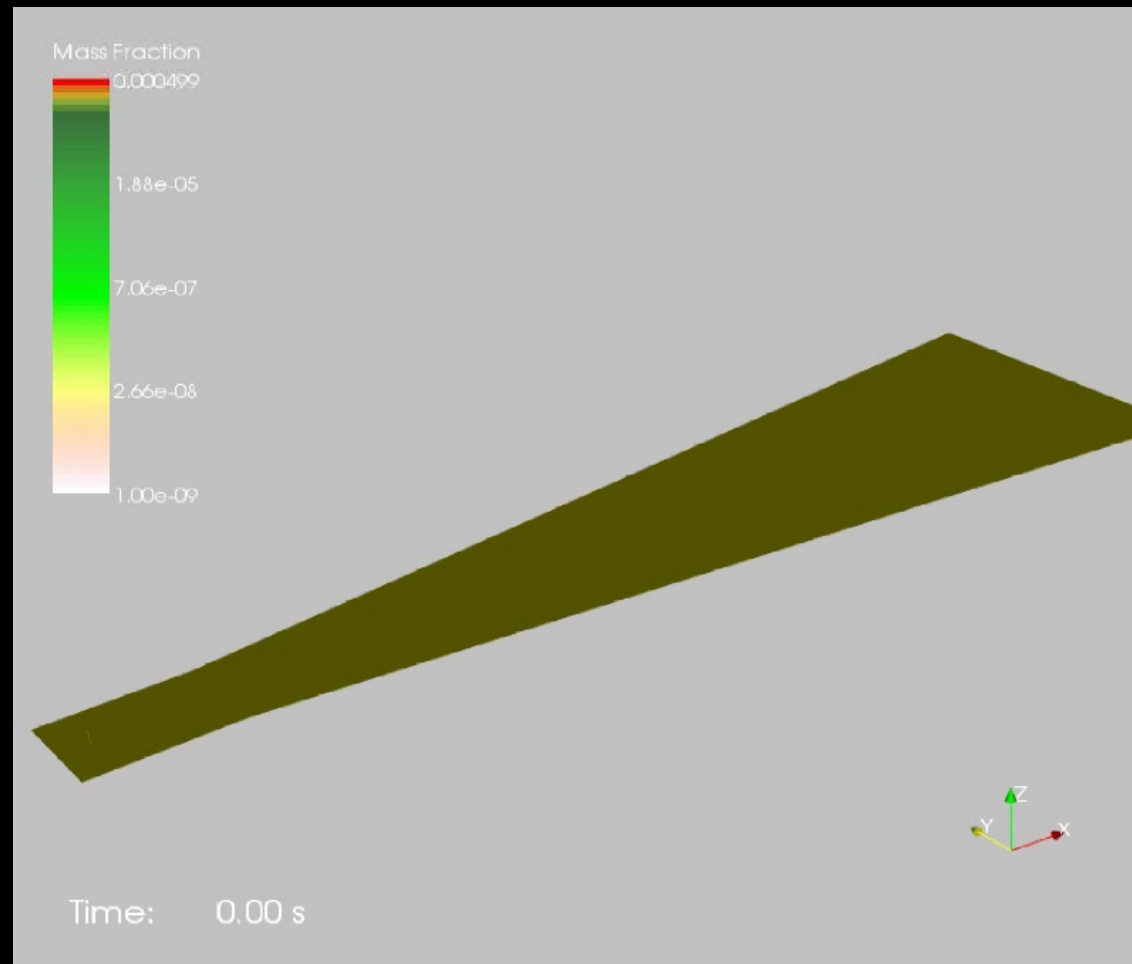 Mass Fraction
0.000499
1.88e-05
7.06e-07
2.66e-08
1.00e-09
Z
Y X
Time: 0.00 s